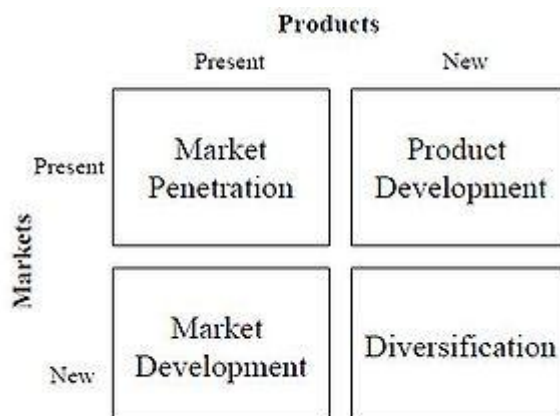 Products
Present New
Present
Market
Penetration
Product
Development
Markets
New
Market
Development
Diversification